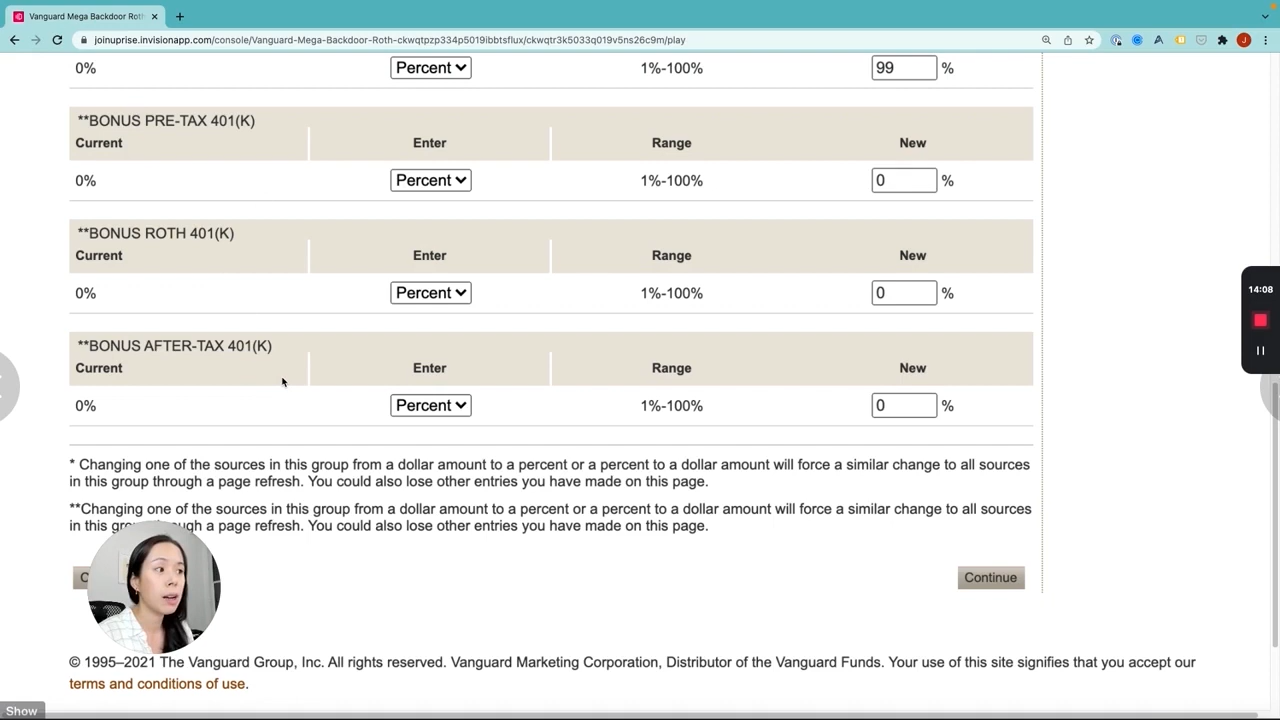 Vanguard Mega Backdoor Roth
joinuprise.invisionapp.com/console/Vanguard-Mega-Backdoor-Roth-ckwqtpzp334p5019ibbtsflux/ckwqtr3k5033q019v5ns26c9m/play
J
0% Percent 1%-100% 99 %
**BONUS PRE-TAX 401(K)
Current Enter Range New
0% Percent 1%-100% 0 %
**BONUS ROTH 401(K)
Current Enter Range New
0% Percent 1%-100% 0 %
14:08
**BONUS AFTER-TAX 401(K)
Current Enter Range New
0% Percent 1%-100% 0 %
* Changing one of the sources in this group from a dollar amount to a percent or a percent to a dollar amount will force a similar change to all sources
in this group through a page refresh. You could also lose other entries you have made on this page.
**Changing one of the sources in this group from a dollar amount to a percent or a percent to a dollar amount will force a similar change to all sources
in this group through a page refresh. You could also lose other entries you have made on this page.
Continue
© 1995–2021 The Vanguard Group, Inc. All rights reserved. Vanguard Marketing Corporation, Distributor of the Vanguard Funds. Your use of this site signifies that you accept our
terms and conditions of use.
Show